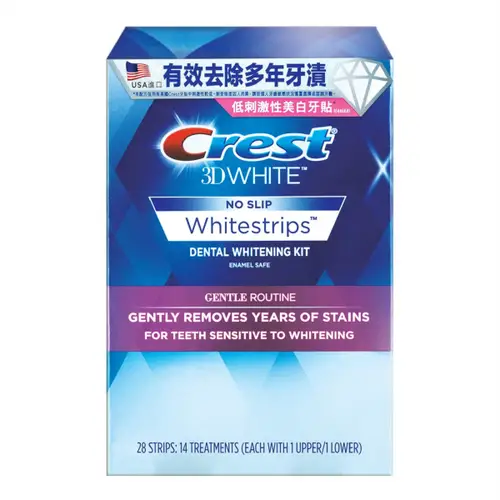 有效去除多年牙漬
USA進口
低刺激性美白牙貼
Crest
3D WHITE™
NO SLIP
Whitestrips™
DENTAL WHITENING KIT
ENAMEL SAFE
GENTLE ROUTINE
GENTLY REMOVES YEARS OF STAINS
FOR TEETH SENSITIVE TO WHITENING
28 STRIPS: 14 TREATMENTS (EACH WITH 1 UPPER/1 LOWER)